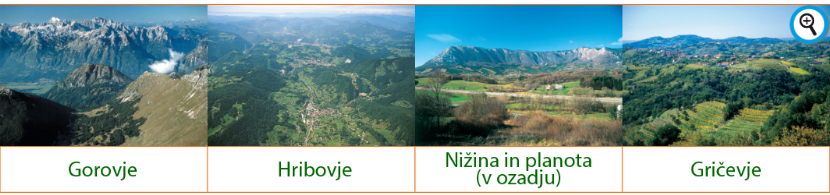 Gorovje
Hribovje
Nižina in planota
(v ozadju)
Gričevje